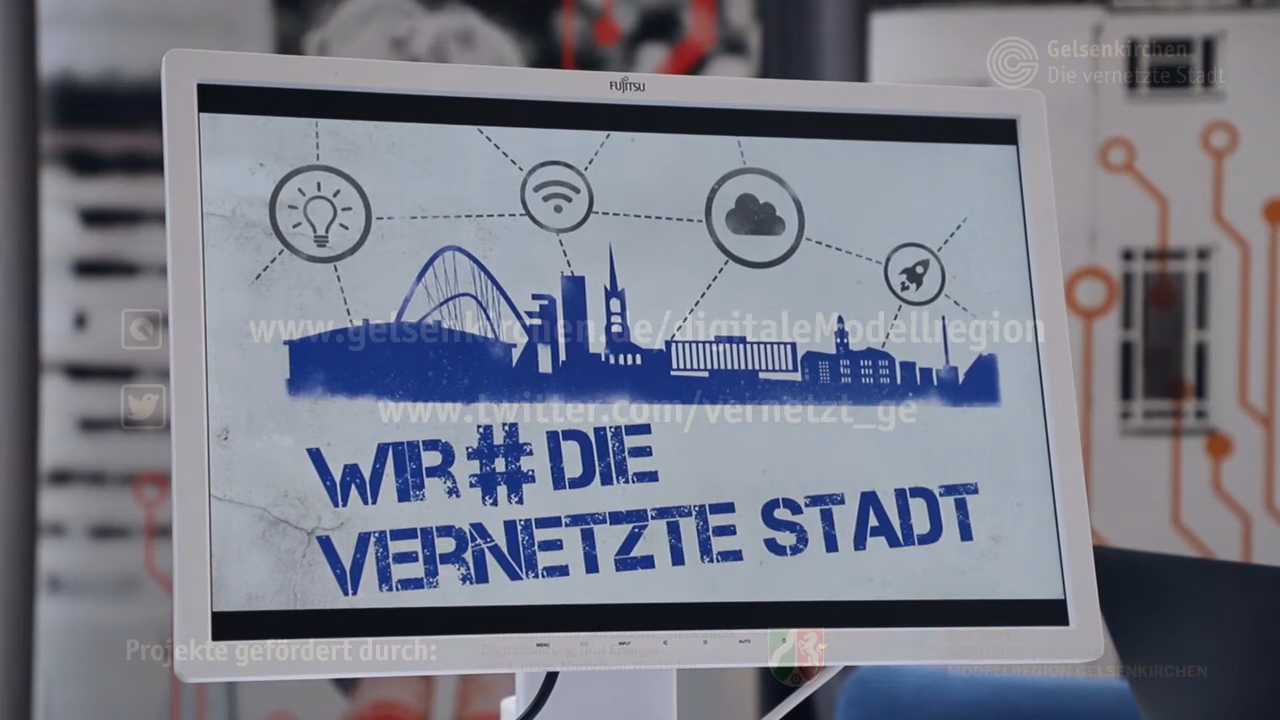 FUJITSU
Gelsenkirchen
Die vernetzte Stadt
www.gelsenkirchen.de/digitaleModellregion
www.twitter.com/vernetzt_ge
WIR # DIE
VERNETZTE STADT
MENU
INPUT
AUTO
Projekte gefördert durch:
MODELLREGION GELSENKIRCHEN